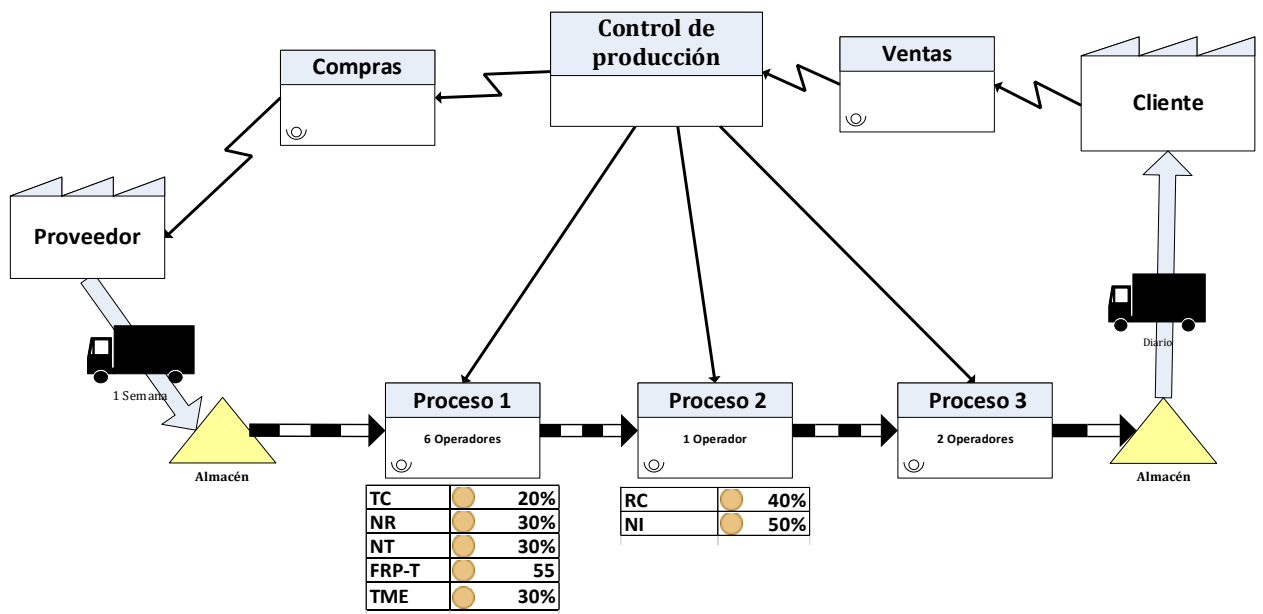 Control de
producción
Compras
Ventas
Cliente
Proveedor
1 Semana
Diario
Almacén
Proceso 1
6 Operadores
Proceso 2
1 Operador
Proceso 3
2 Operadores
Almacén
TC 20%
NR 30%
NT 30%
FRP-T 55
TME 30%
RC 40%
NI 50%